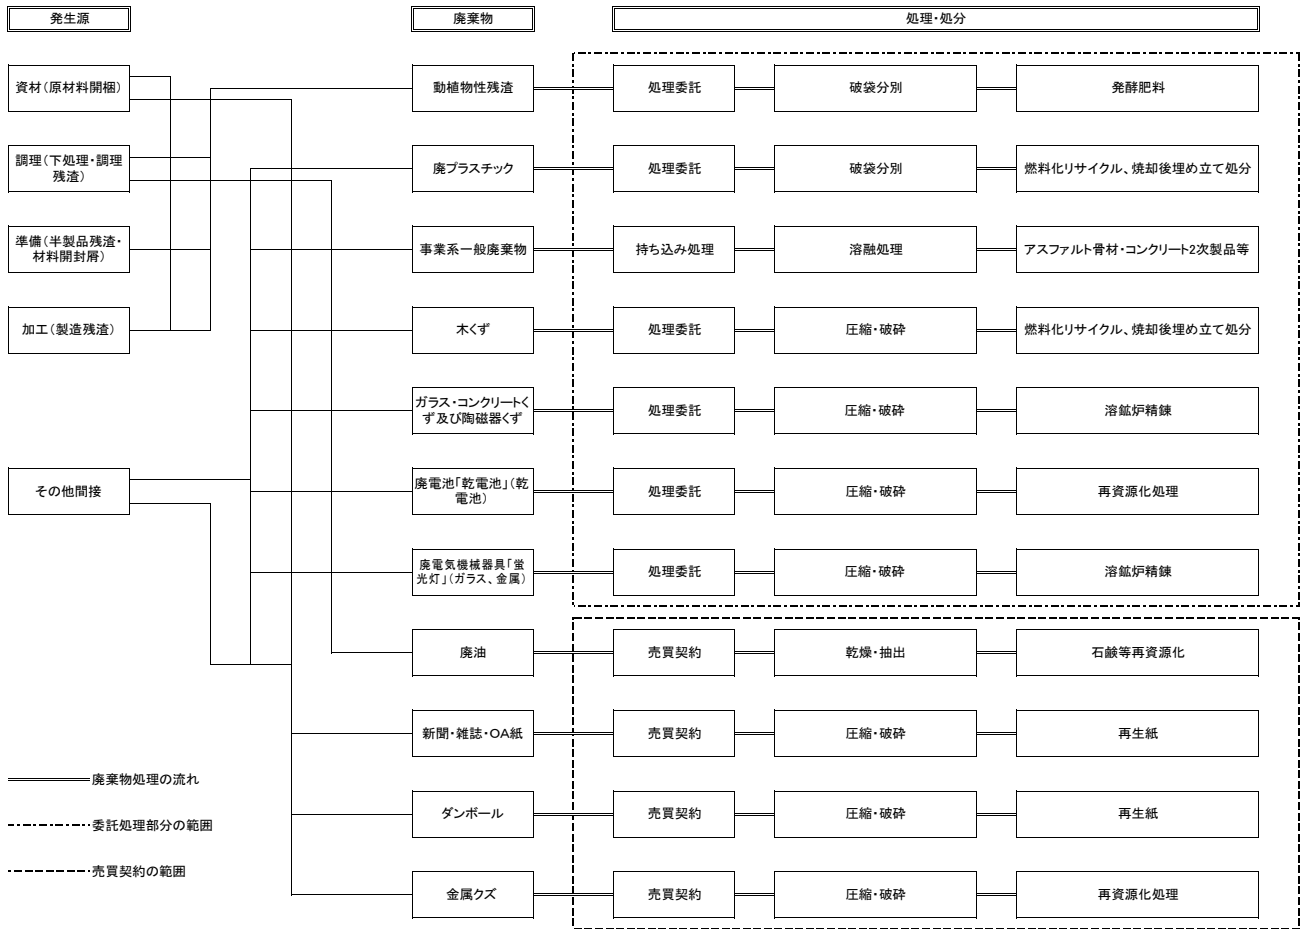 発生源
廃棄物
処理・処分
資材(原材料開梱)
動植物性残渣
処理委託
破袋分別
発酵肥料
調理(下処理・調理
残渣)
廃プラスチック
処理委託
破袋分別
燃料化リサイクル、焼却後埋め立て処分
準備(半製品残渣・
材料開封屑)
事業系一般廃棄物
持ち込み処理
溶融処理
アスファルト骨材・コンクリート2次製品等
加工(製造残渣)
木くず
処理委託
圧縮・破砕
燃料化リサイクル、焼却後埋め立て処分
ガラス・コンクリートく
ず及び陶磁器くず
処理委託
圧縮・破砕
溶鉱炉精錬
その他間接
廃電池「乾電池」(乾
電池)
処理委託
圧縮・破砕
再資源化処理
廃電気機械器具「蛍
光灯」(ガラス、金属)
処理委託
圧縮・破砕
溶鉱炉精錬
廃油
売買契約
乾燥・抽出
石鹸等再資源化
新聞・雑誌・OA紙
売買契約
圧縮・破砕
再生紙
ダンボール
売買契約
圧縮・破砕
再生紙
金属クズ
売買契約
圧縮・破砕
再資源化処理
廃棄物処理の流れ
委託処理部分の範囲
売買契約の範囲